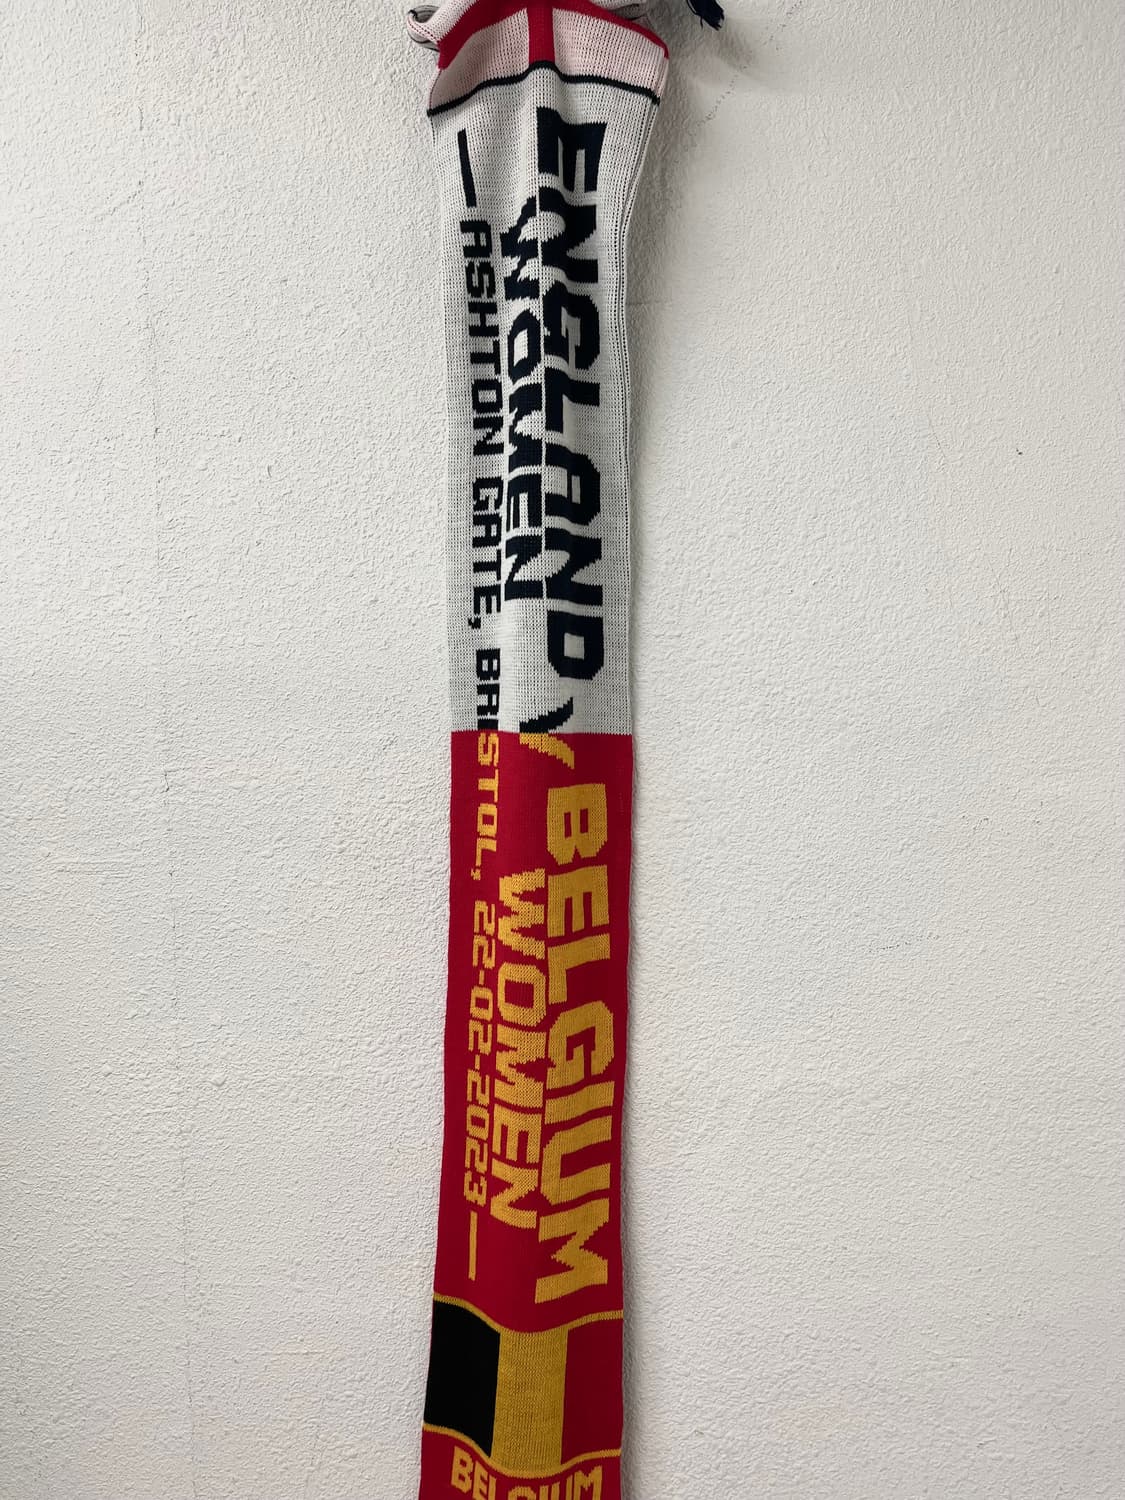 ENGLAND V BELGIUM
WOMEN WOMEN
— ASHTON GATE, BRISTOL, 22-02-2023 —
BELGIUM